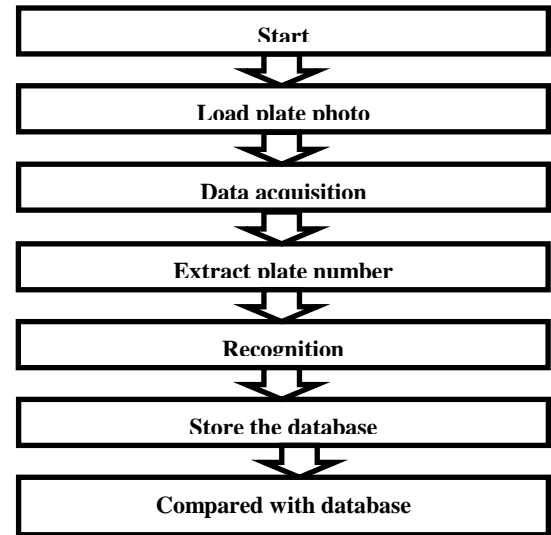 Start
Load plate photo
Data acquisition
Extract plate number
Recognition
Store the database
Compared with database